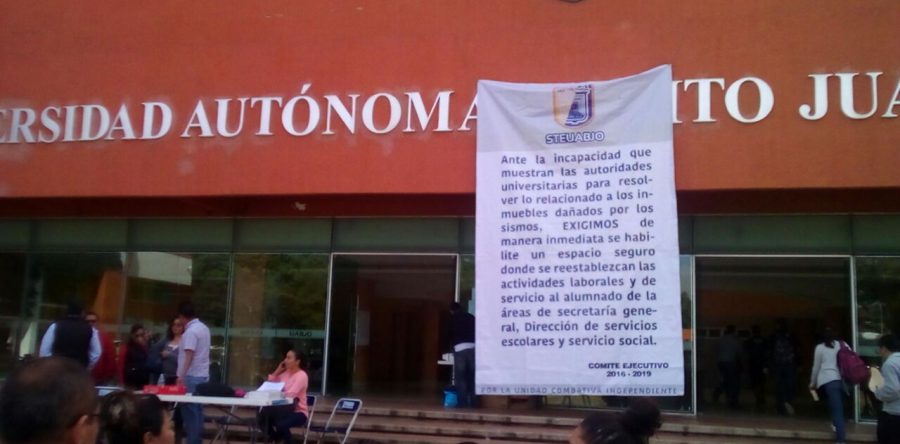 ERSIDAD AUTÓNOMA ITO JUA
STEUABJO
Ante la incapacidad que
muestran las autoridades
universitarias para resol-
ver lo relacionado a los in-
muebles dañados por los
sismos, EXIGIMOS de
manera inmediata se habi-
lite un espacio seguro
donde se reestablezcan las
actividades laborales y de
servicio al alumnado de la
áreas de secretaría gene-
ral, Dirección de servicios
escolares y servicio social.
COMITE EJECUTIVO
2016 - 2019
POR LA UNIDAD COMBATIVA INDEPENDIENTE